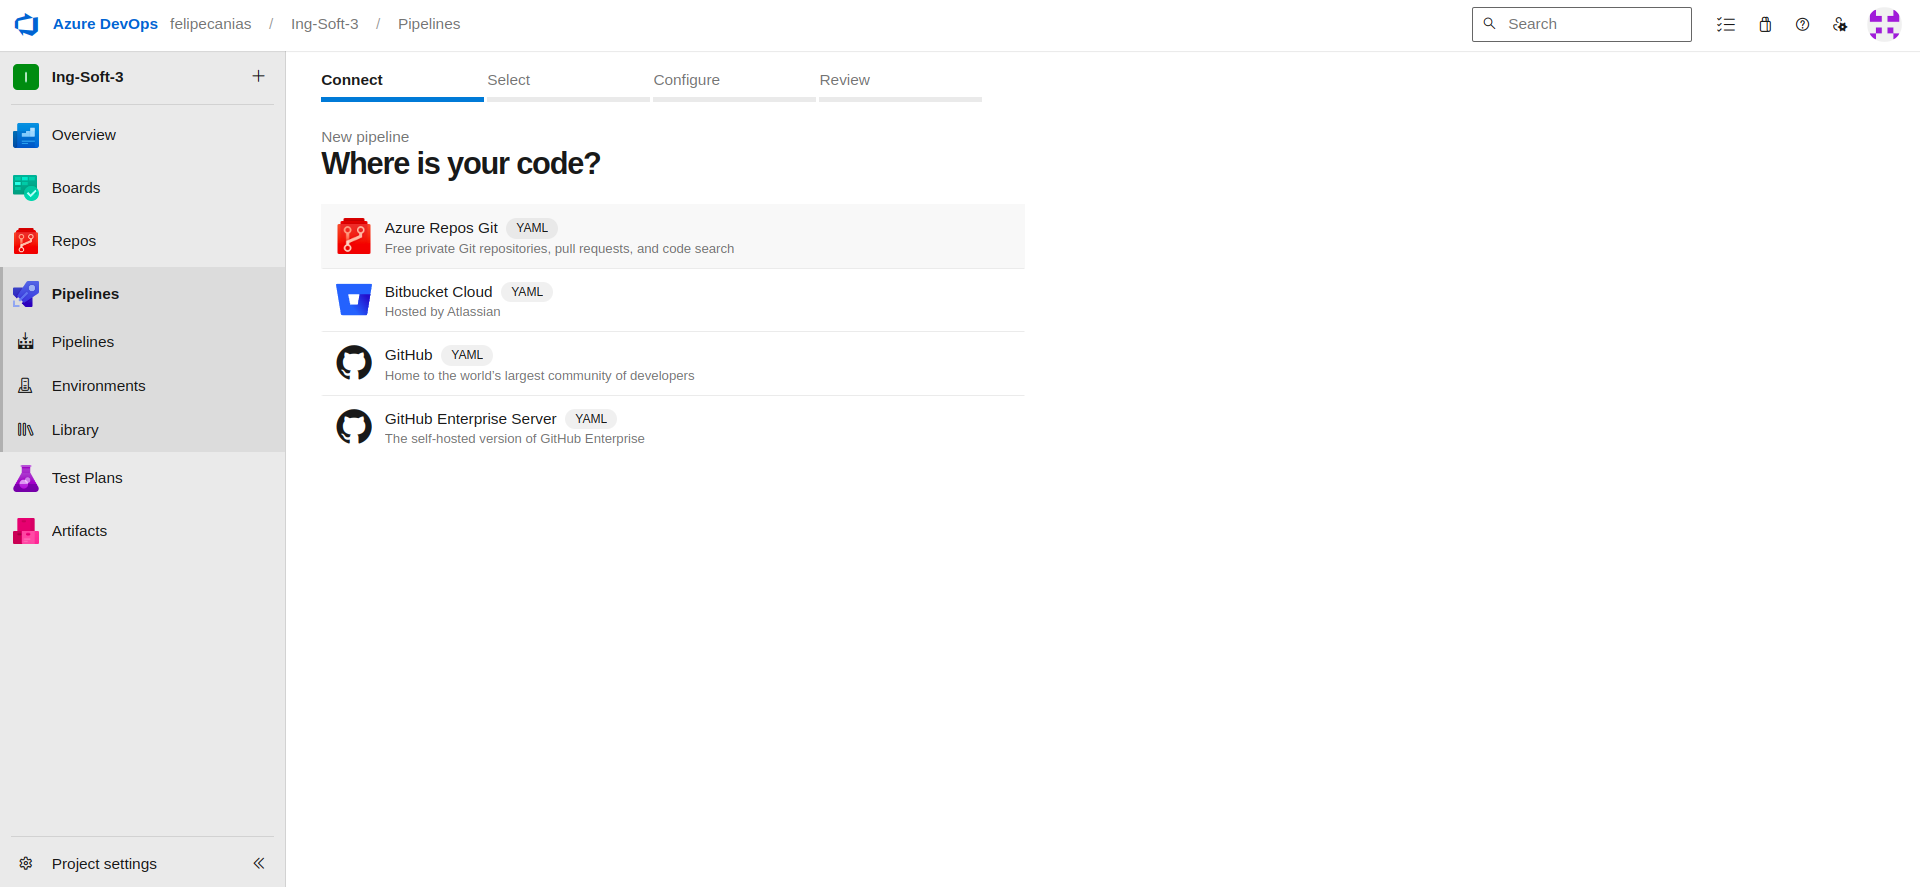 Azure DevOps felipecanias / Ing-Soft-3 / Pipelines
Search
I Ing-Soft-3
Overview
Boards
Repos
Pipelines
Pipelines
Environments
Library
Test Plans
Artifacts
Project settings
Connect Select Configure Review
New pipeline
Where is your code?
Azure Repos Git YAML
Free private Git repositories, pull requests, and code search
Bitbucket Cloud YAML
Hosted by Atlassian
GitHub YAML
Home to the world's largest community of developers
GitHub Enterprise Server YAML
The self-hosted version of GitHub Enterprise